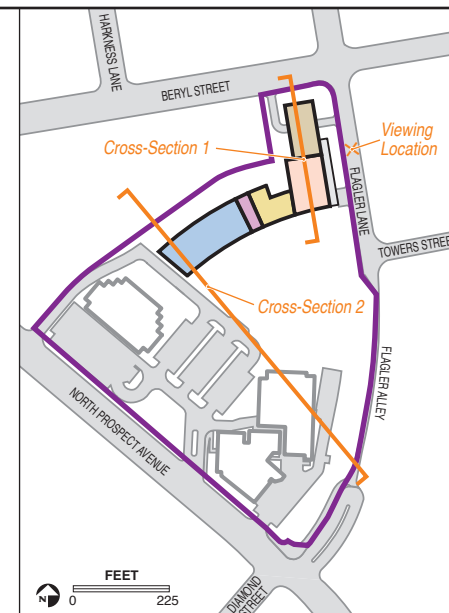 HARKNESS LANE
BERYL STREET
Cross-Section 1
Viewing
Location
FLAGLER LANE
TOWERS STREET
Cross-Section 2
FLAGLER ALLEY
NORTH PROSPECT AVENUE
DIAMOND
STREET
FEET
N
0
225